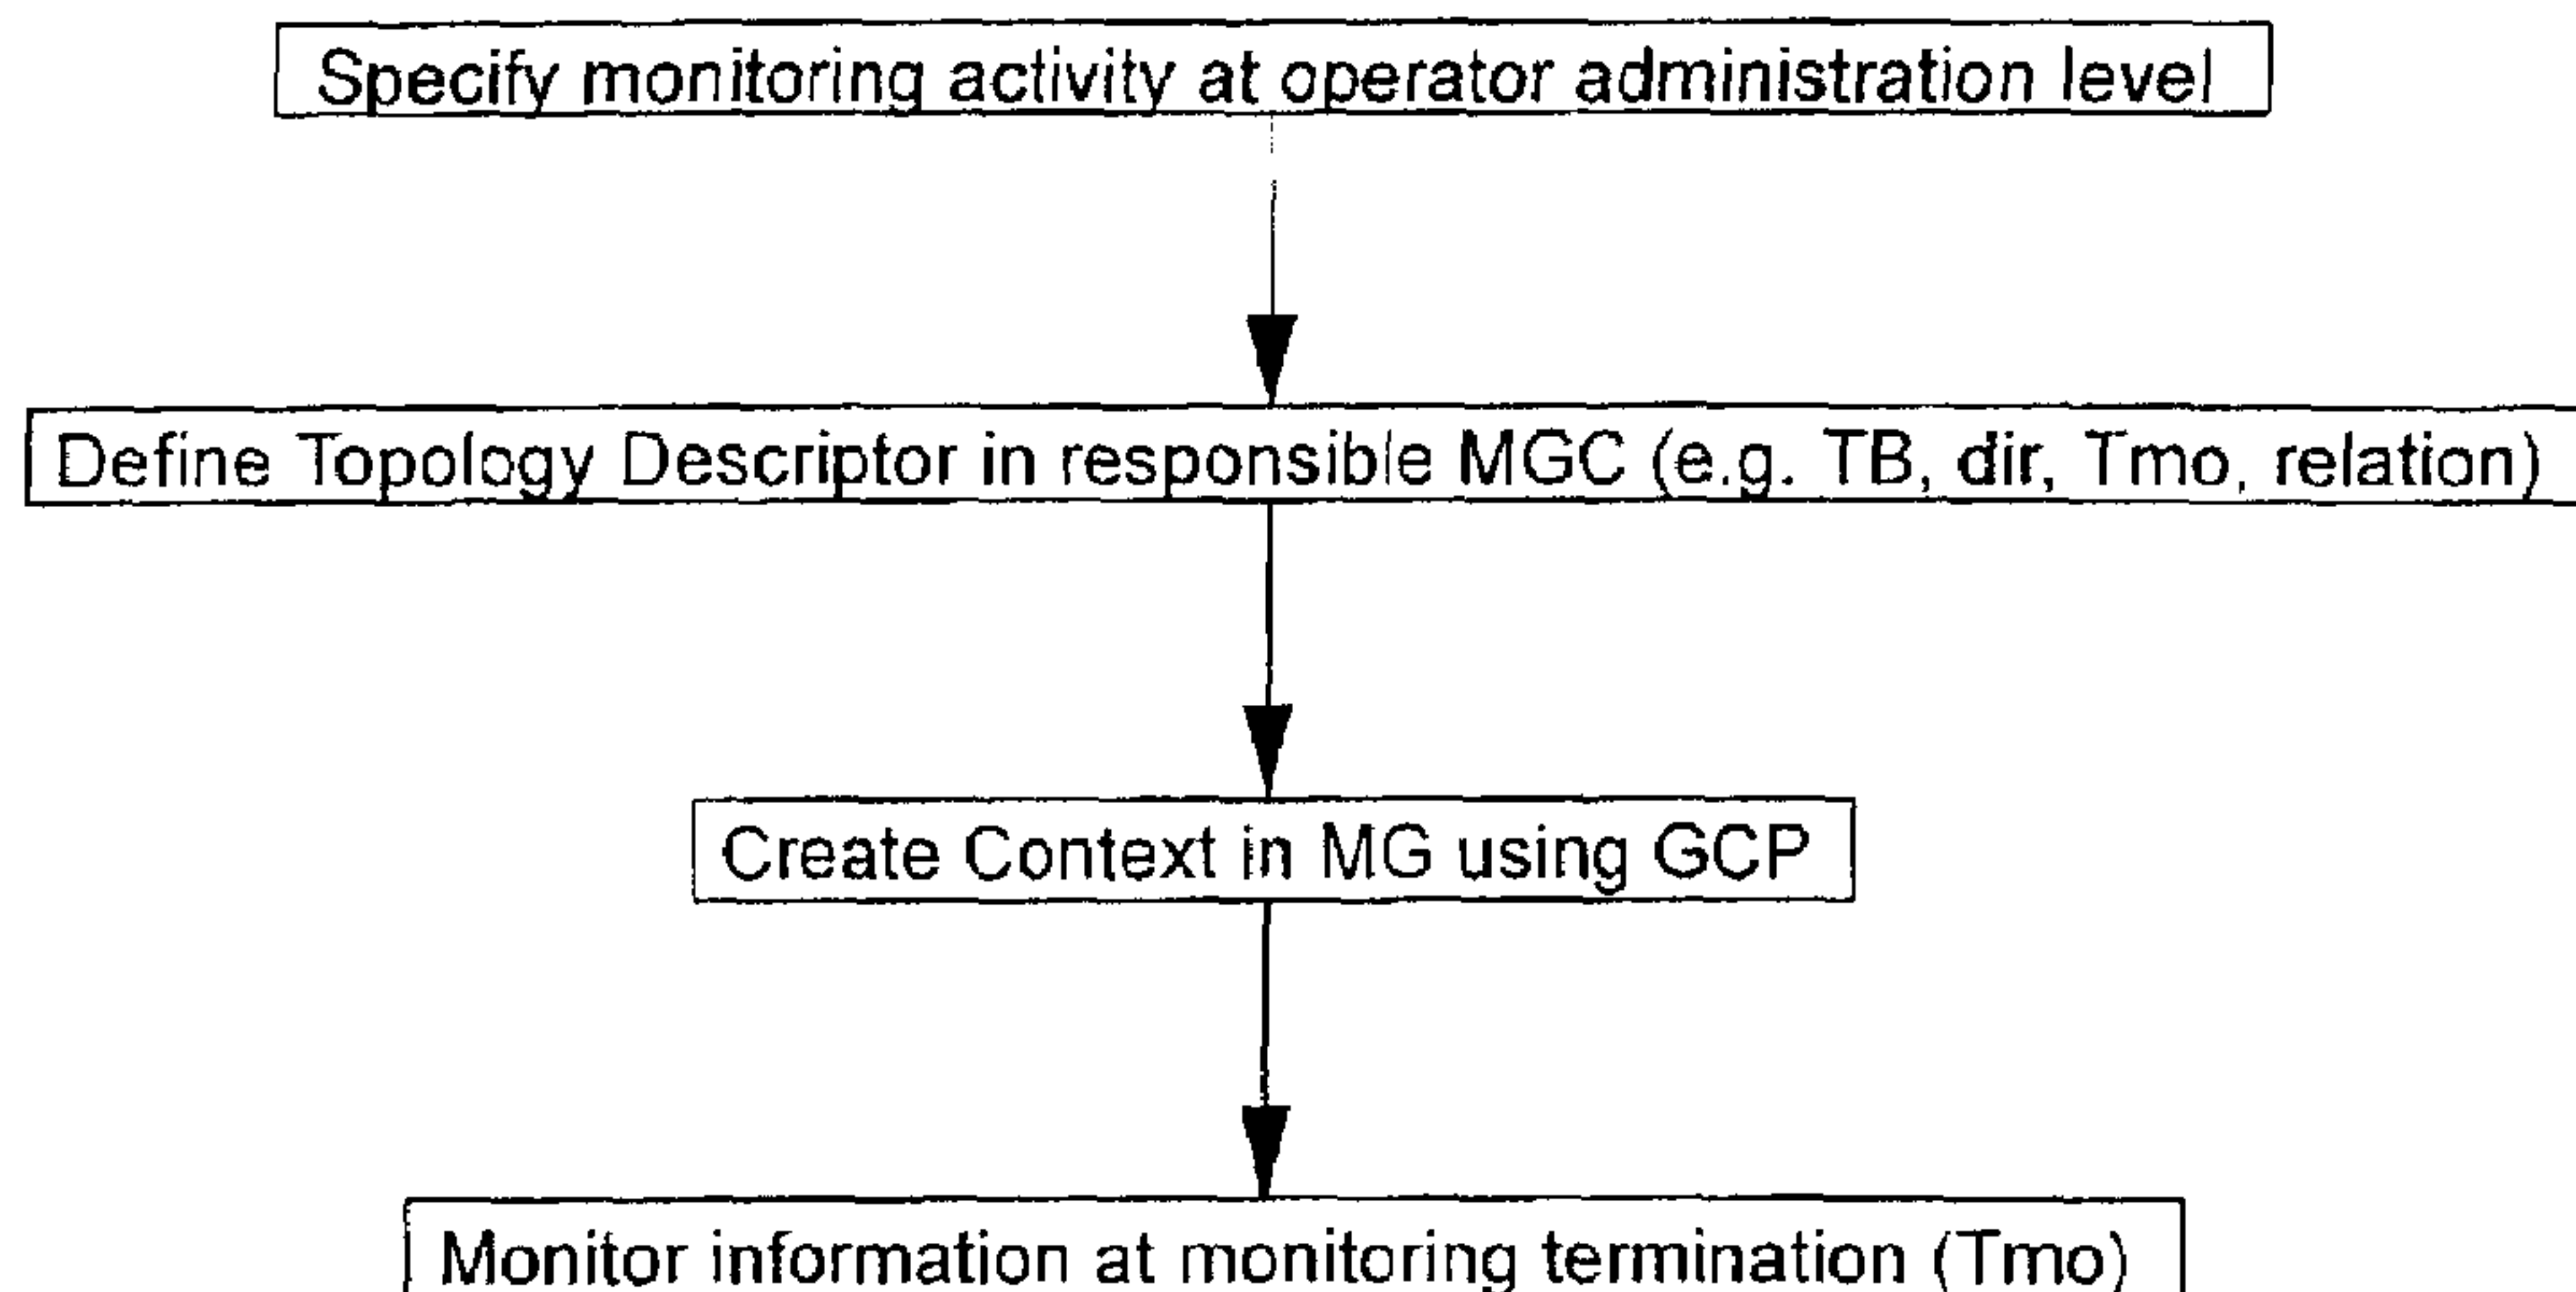 Specify monitoring activity at operator administration level
Define Topology Descriptor in responsible MGC (e.g. TB, dir, Tmo, relation)
Create Context in MG using GCP
Monitor information at monitoring termination (Tmo)